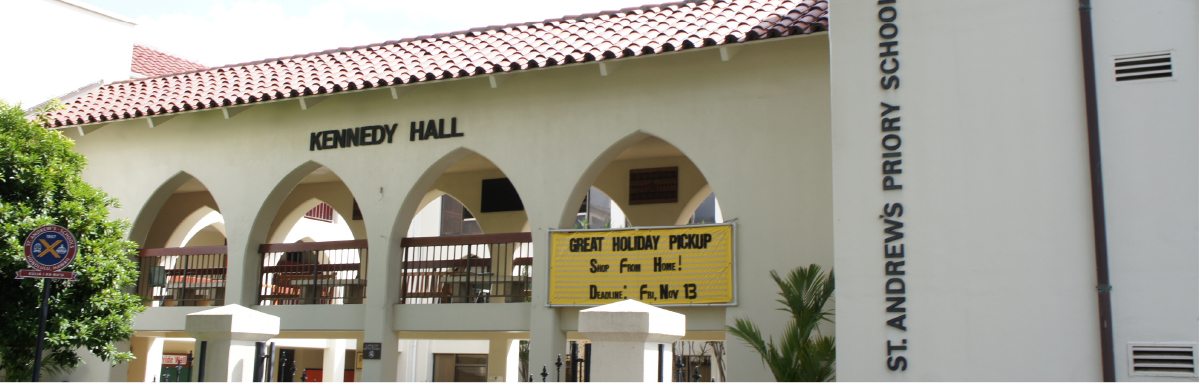 KENNEDY HALL
GREAT HOLIDAY PICKUP
SHOP FROM HOME!
DEADLINE: FRI, NOV 13
ST. ANDREW'S PRIORY SCHOOL